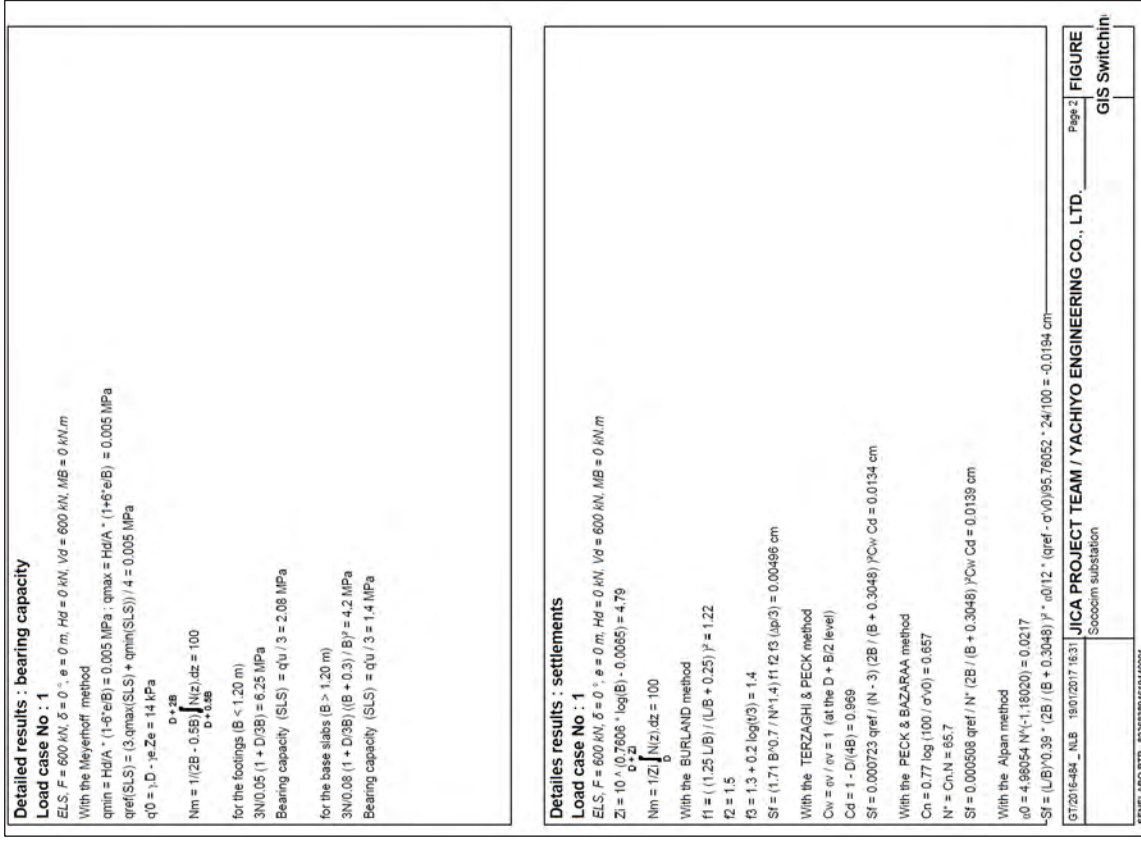 Detailed results : bearing capacity
Load case No : 1
ELS, F = 600 kN, δ = 0 °, e = 0 m, Hd = 0 kN, Vd = 600 kN, MB = 0 kN.m
With the Meyerhoff method
qmin = Hd/A * (1-6*e/B) = 0.005 MPa ; qmax = Hd/A * (1+6*e/B) = 0.005 MPa
qref(SLS) = (3.qmax(SLS) + qmin(SLS)) / 4 = 0.005 MPa
q'0 = γ.D - γe.Ze = 14 kPa
D + 2B
Nm = 1/(2B - 0.5B) ∫ N(z).dz = 100
D + 0.5B
for the footings (B < 1.20 m)
3N/0.05 (1 + D/3B) = 6.25 MPa
Bearing capacity (SLS) = q'u / 3 = 2.08 MPa
for the base slabs (B > 1.20 m)
3N/0.08 (1 + D/3B) ((B + 0.3) / B)² = 4.2 MPa
Bearing capacity (SLS) = q'u / 3 = 1.4 MPa
Detailes results : settlements
Load case No : 1
ELS, F = 600 kN, δ = 0 °, e = 0 m, Hd = 0 kN, Vd = 600 kN, MB = 0 kN.m
Zi = 10 ^ (0.7606 * log(B) - 0.0065) = 4.79
D + Zi
Nm = 1/Zi ∫ N(z).dz = 100
D
With the BURLAND method
f1 = ( (1.25 L/B) / (L/B + 0.25) )² = 1.22
f2 = 1.5
f3 = 1.3 + 0.2 log(t/3) = 1.4
Sf = (1.71 B^0.7 / N^1.4) f1 f2 f3 (Δp/3) = 0.00496 cm
With the TERZAGHI & PECK method
Cw = σv / σv = 1 (at the D + B/2 level)
Cd = 1 - D/(4B) = 0.969
Sf = 0.000723 qref / (N - 3) (2B / (B + 0.3048) )²Cw Cd = 0.0134 cm
With the PECK & BAZARAA method
Cn = 0.77 log (100 / σ'v0) = 0.657
N* = Cn.N = 65.7
Sf = 0.000508 qref / N* (2B / (B + 0.3048) )²Cw Cd = 0.0139 cm
With the Alpan method
α0 = 4.98054 N^(-1.18020) = 0.0217
Sf = (L/B)^0.39 * (2B / (B + 0.3048) )² * α0/12 * (qref - σ'v0)/95.76052 * 24/100 = -0.0194 cm
GT/2016-484 _ NLB 19/01/2017 16:31 JICA PROJECT TEAM / YACHIYO ENGINEERING CO., LTD. Page 2 FIGURE
Sococim substation GIS Switchin